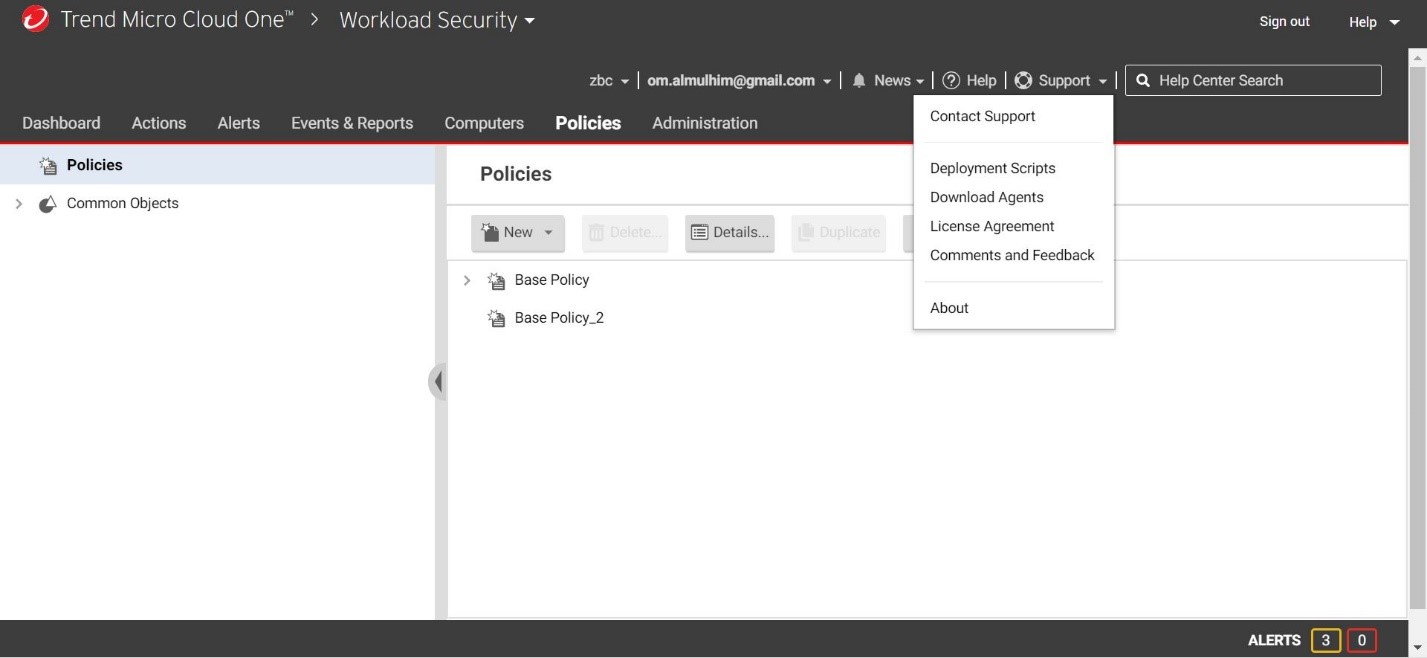 Trend Micro Cloud One™ > Workload Security
Sign out Help
zbc om.almulhim@gmail.com News Help Support Help Center Search
Dashboard Actions Alerts Events & Reports Computers Policies Administration
Contact Support
Deployment Scripts
Download Agents
License Agreement
Comments and Feedback
About
Policies
Common Objects
Policies
New Delete... Details... Duplicate
Base Policy
Base Policy_2
ALERTS 3 0